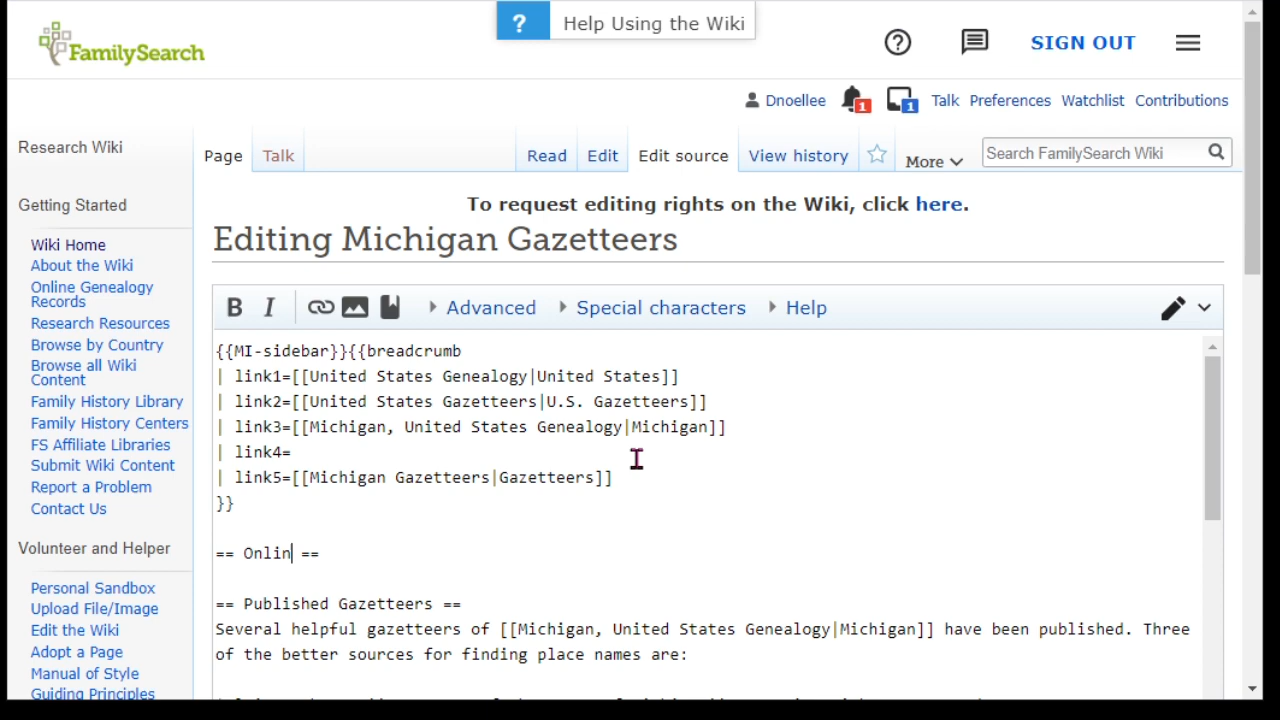 ? Help Using the Wiki
FamilySearch
SIGN OUT
Dnoellee 1 1 Talk Preferences Watchlist Contributions
Research Wiki
Page Talk Read Edit Edit source View history More Search FamilySearch Wiki
To request editing rights on the Wiki, click here.
Getting Started
Editing Michigan Gazetteers
Wiki Home
About the Wiki
Online Genealogy
Records
Research Resources
Browse by Country
Browse all Wiki
Content
Family History Library
Family History Centers
FS Affiliate Libraries
Submit Wiki Content
Report a Problem
Contact Us
Volunteer and Helper
Personal Sandbox
Upload File/Image
Edit the Wiki
Adopt a Page
Manual of Style
Guiding Principles
B I Advanced Special characters Help
{{MI-sidebar}}{{breadcrumb
| link1=[[United States Genealogy|United States]]
| link2=[[United States Gazetteers|U.S. Gazetteers]]
| link3=[[Michigan, United States Genealogy|Michigan]]
| link4=
| link5=[[Michigan Gazetteers|Gazetteers]]
}}
== Onlin ==
== Published Gazetteers ==
Several helpful gazetteers of [[Michigan, United States Genealogy|Michigan]] have been published. Three
of the better sources for finding place names are: